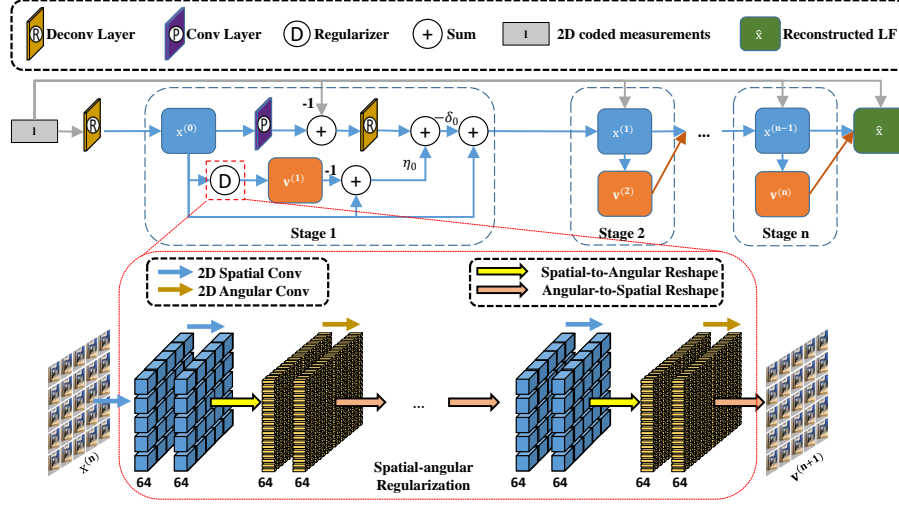 R Deconv Layer P Conv Layer D Regularizer + Sum l 2D coded measurements x̂ Reconstructed LF
l R x^(0) P -1 + R + −δ₀ + x^(1) ... x^(n−1) x̂
η₀
D v^(1) -1 + v^(2) v^(n)
Stage 1 Stage 2 Stage n
2D Spatial Conv Spatial-to-Angular Reshape
2D Angular Conv Angular-to-Spatial Reshape
...
x^(n) v^(n+1)
Spatial-angular
Regularization
64 64 64 64 64 64 64 64